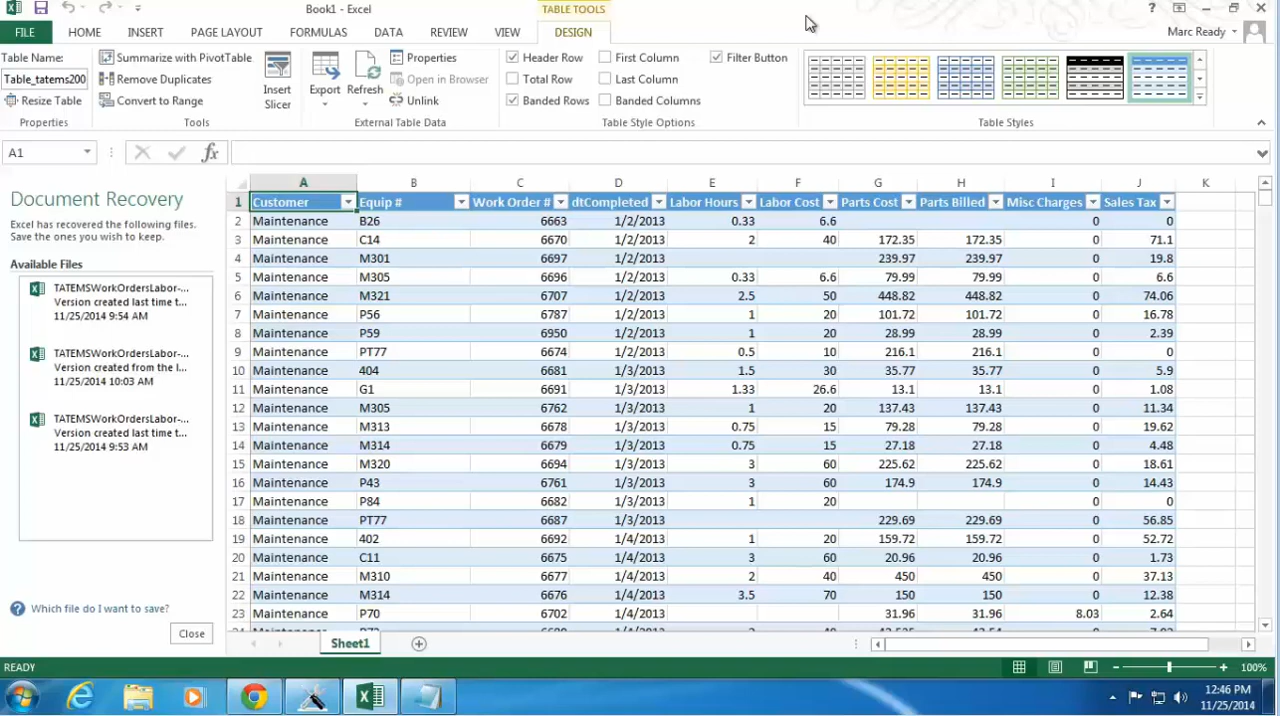 Book1 - Excel
TABLE TOOLS
?
FILE HOME INSERT PAGE LAYOUT FORMULAS DATA REVIEW VIEW DESIGN Marc Ready
Table Name:
Table_tatems200
Resize Table
Properties
Summarize with PivotTable
Remove Duplicates
Convert to Range
Tools
Insert
Slicer
Export
Refresh
Properties
Open in Browser
Unlink
External Table Data
Header Row First Column Filter Button
Total Row Last Column
Banded Rows Banded Columns
Table Style Options
Table Styles
A1
fx
Document Recovery
Excel has recovered the following files.
Save the ones you wish to keep.
Available Files
TATEMSWorkOrdersLabor-...
Version created last time t...
11/25/2014 9:54 AM
TATEMSWorkOrdersLabor-...
Version created from the l...
11/25/2014 10:03 AM
TATEMSWorkOrdersLabor-...
Version created last time t...
11/25/2014 9:53 AM
? Which file do I want to save?
Close
A B C D E F G H I J K
1 Customer Equip # Work Order # dtCompleted Labor Hours Labor Cost Parts Cost Parts Billed Misc Charges Sales Tax
2 Maintenance B26 6663 1/2/2013 0.33 6.6 0 0
3 Maintenance C14 6670 1/2/2013 2 40 172.35 172.35 0 71.1
4 Maintenance M301 6697 1/2/2013 239.97 239.97 0 19.8
5 Maintenance M305 6696 1/2/2013 0.33 6.6 79.99 79.99 0 6.6
6 Maintenance M321 6707 1/2/2013 2.5 50 448.82 448.82 0 74.06
7 Maintenance P56 6787 1/2/2013 1 20 101.72 101.72 0 16.78
8 Maintenance P59 6950 1/2/2013 1 20 28.99 28.99 0 2.39
9 Maintenance PT77 6674 1/2/2013 0.5 10 216.1 216.1 0 0
10 Maintenance 404 6681 1/3/2013 1.5 30 35.77 35.77 0 5.9
11 Maintenance G1 6691 1/3/2013 1.33 26.6 13.1 13.1 0 1.08
12 Maintenance M305 6762 1/3/2013 1 20 137.43 137.43 0 11.34
13 Maintenance M313 6678 1/3/2013 0.75 15 79.28 79.28 0 19.62
14 Maintenance M314 6679 1/3/2013 0.75 15 27.18 27.18 0 4.48
15 Maintenance M320 6694 1/3/2013 3 60 225.62 225.62 0 18.61
16 Maintenance P43 6761 1/3/2013 3 60 174.9 174.9 0 14.43
17 Maintenance P84 6682 1/3/2013 1 20 0 0
18 Maintenance PT77 6687 1/3/2013 229.69 229.69 0 56.85
19 Maintenance 402 6692 1/4/2013 1 20 159.72 159.72 0 52.72
20 Maintenance C11 6675 1/4/2013 3 60 20.96 20.96 0 1.73
21 Maintenance M310 6677 1/4/2013 2 40 450 450 0 37.13
22 Maintenance M314 6676 1/4/2013 3.5 70 150 150 0 12.38
23 Maintenance P70 6702 1/4/2013 31.96 31.96 8.03 2.64
Sheet1
READY
100%
12:46 PM
11/25/2014